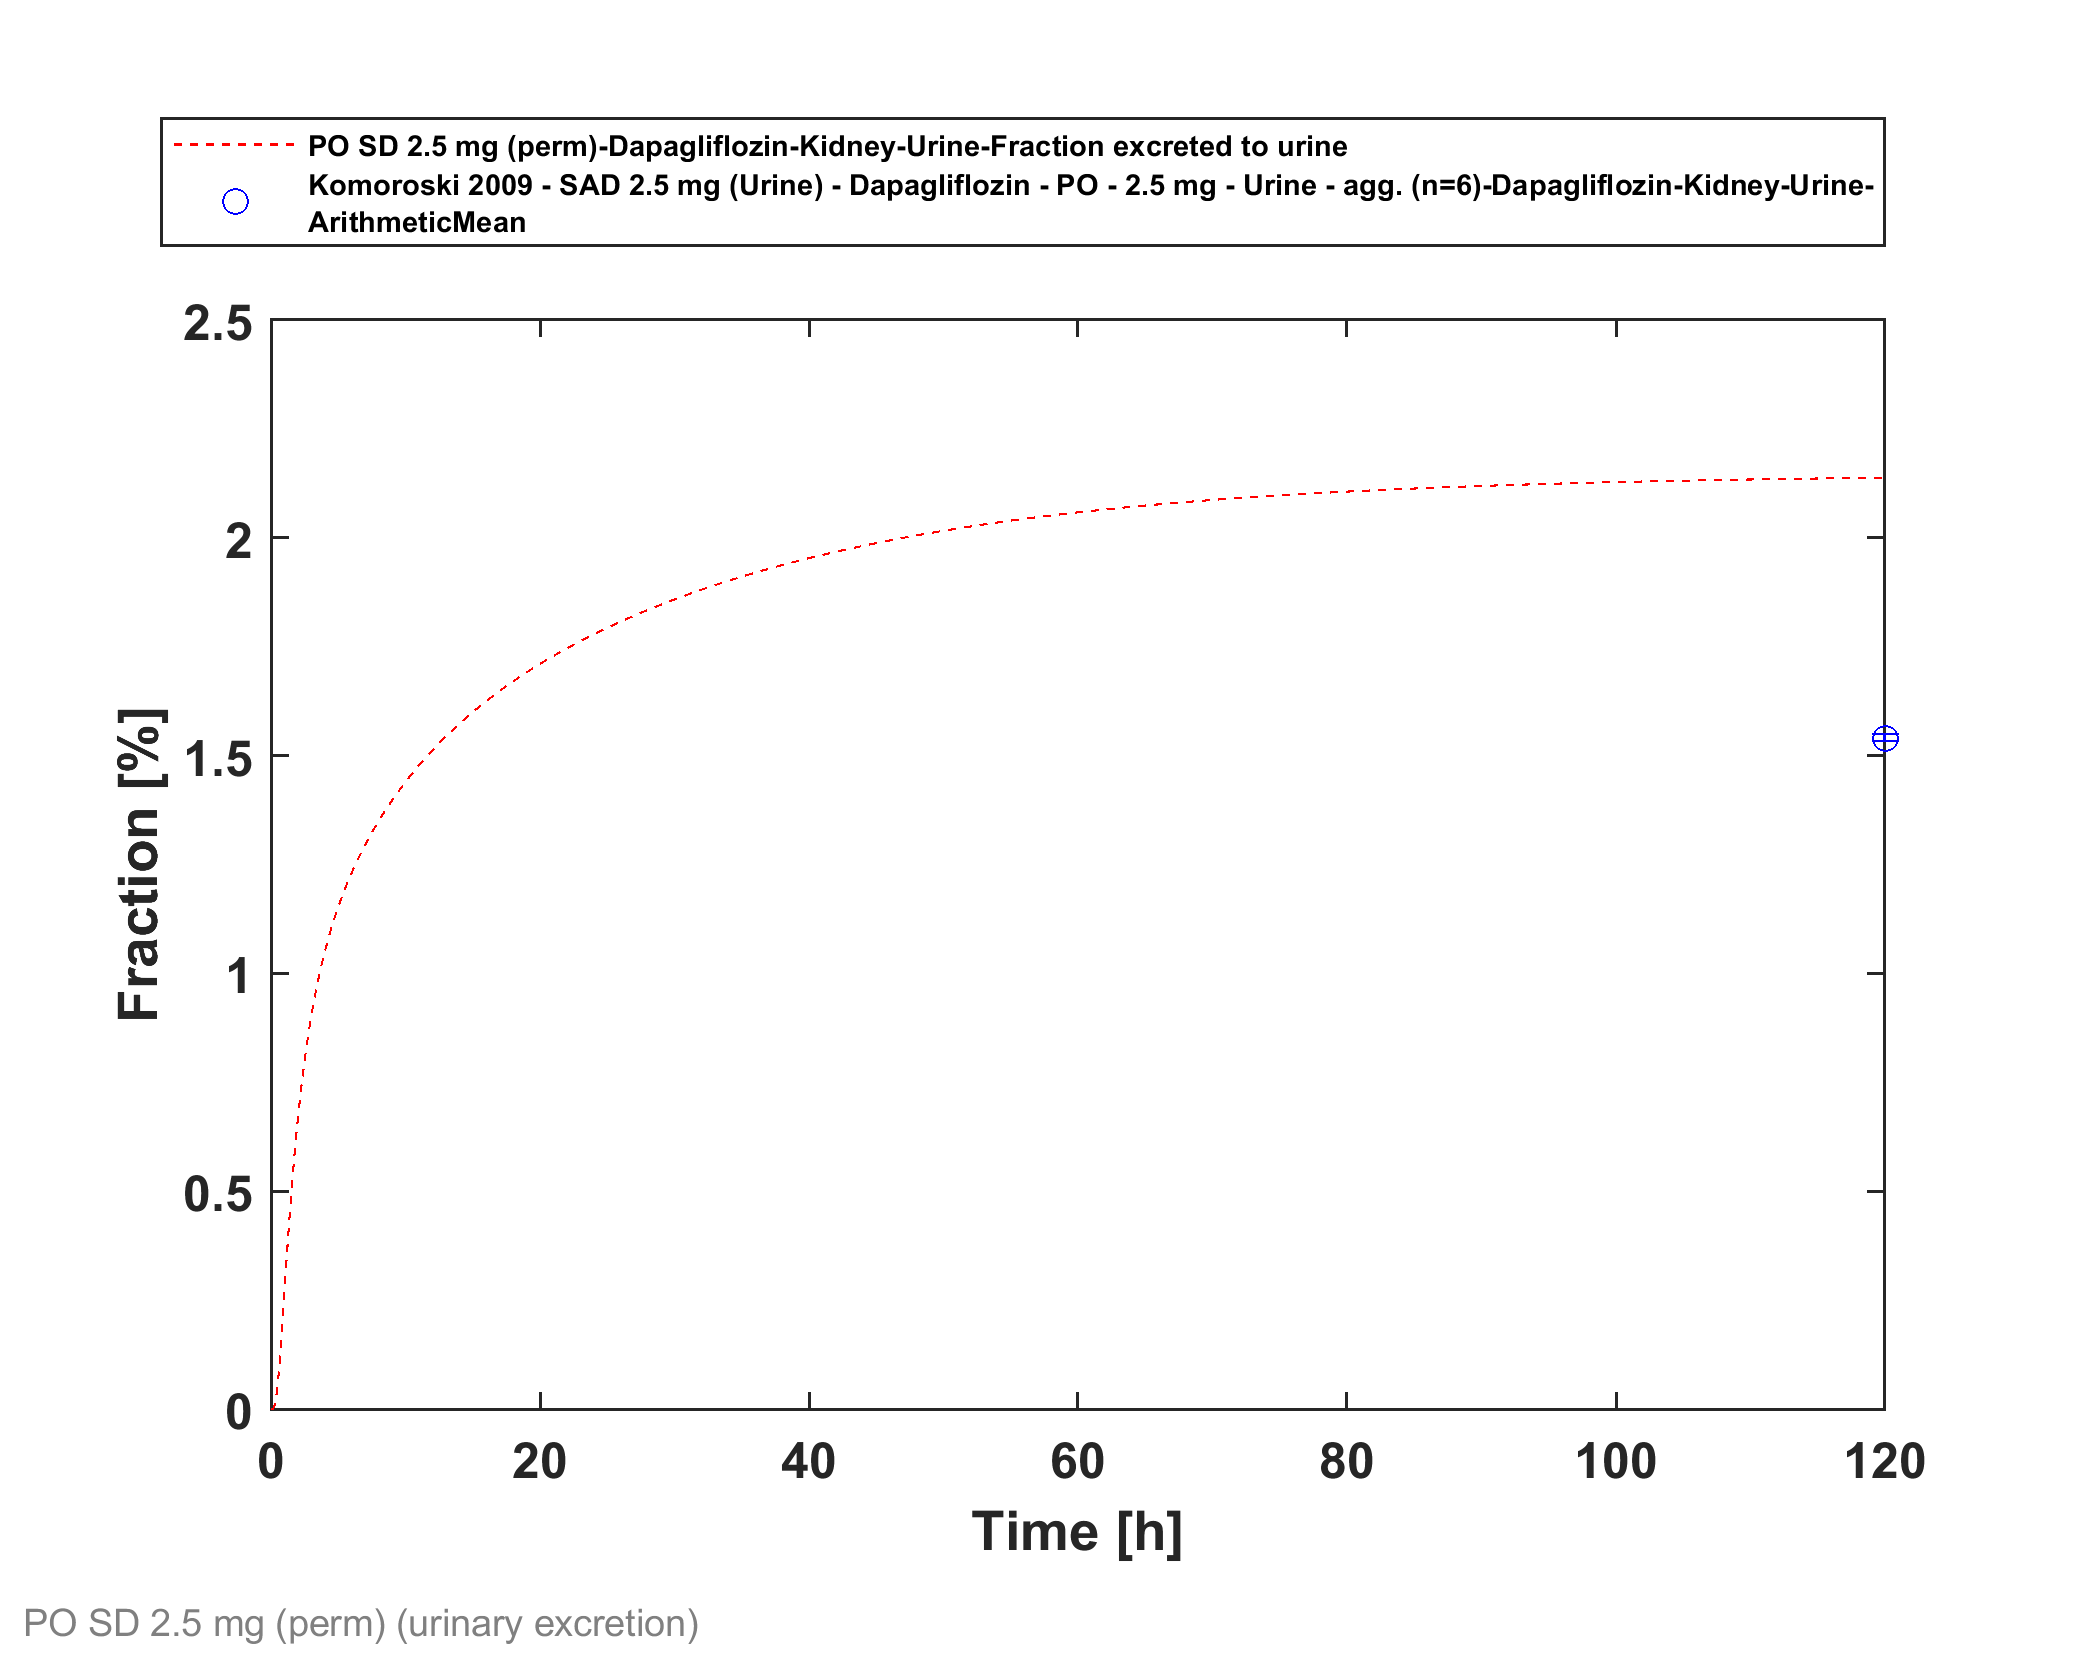 PO SD 2.5 mg (perm)-Dapagliflozin-Kidney-Urine-Fraction excreted to urine
Komoroski 2009 - SAD 2.5 mg (Urine) - Dapagliflozin - PO - 2.5 mg - Urine - agg. (n=6)-Dapagliflozin-Kidney-Urine-
ArithmeticMean
2.5
2
1.5
1
0.5
0
Fraction [%]
0 20 40 60 80 100 120
Time [h]
PO SD 2.5 mg (perm) (urinary excretion)